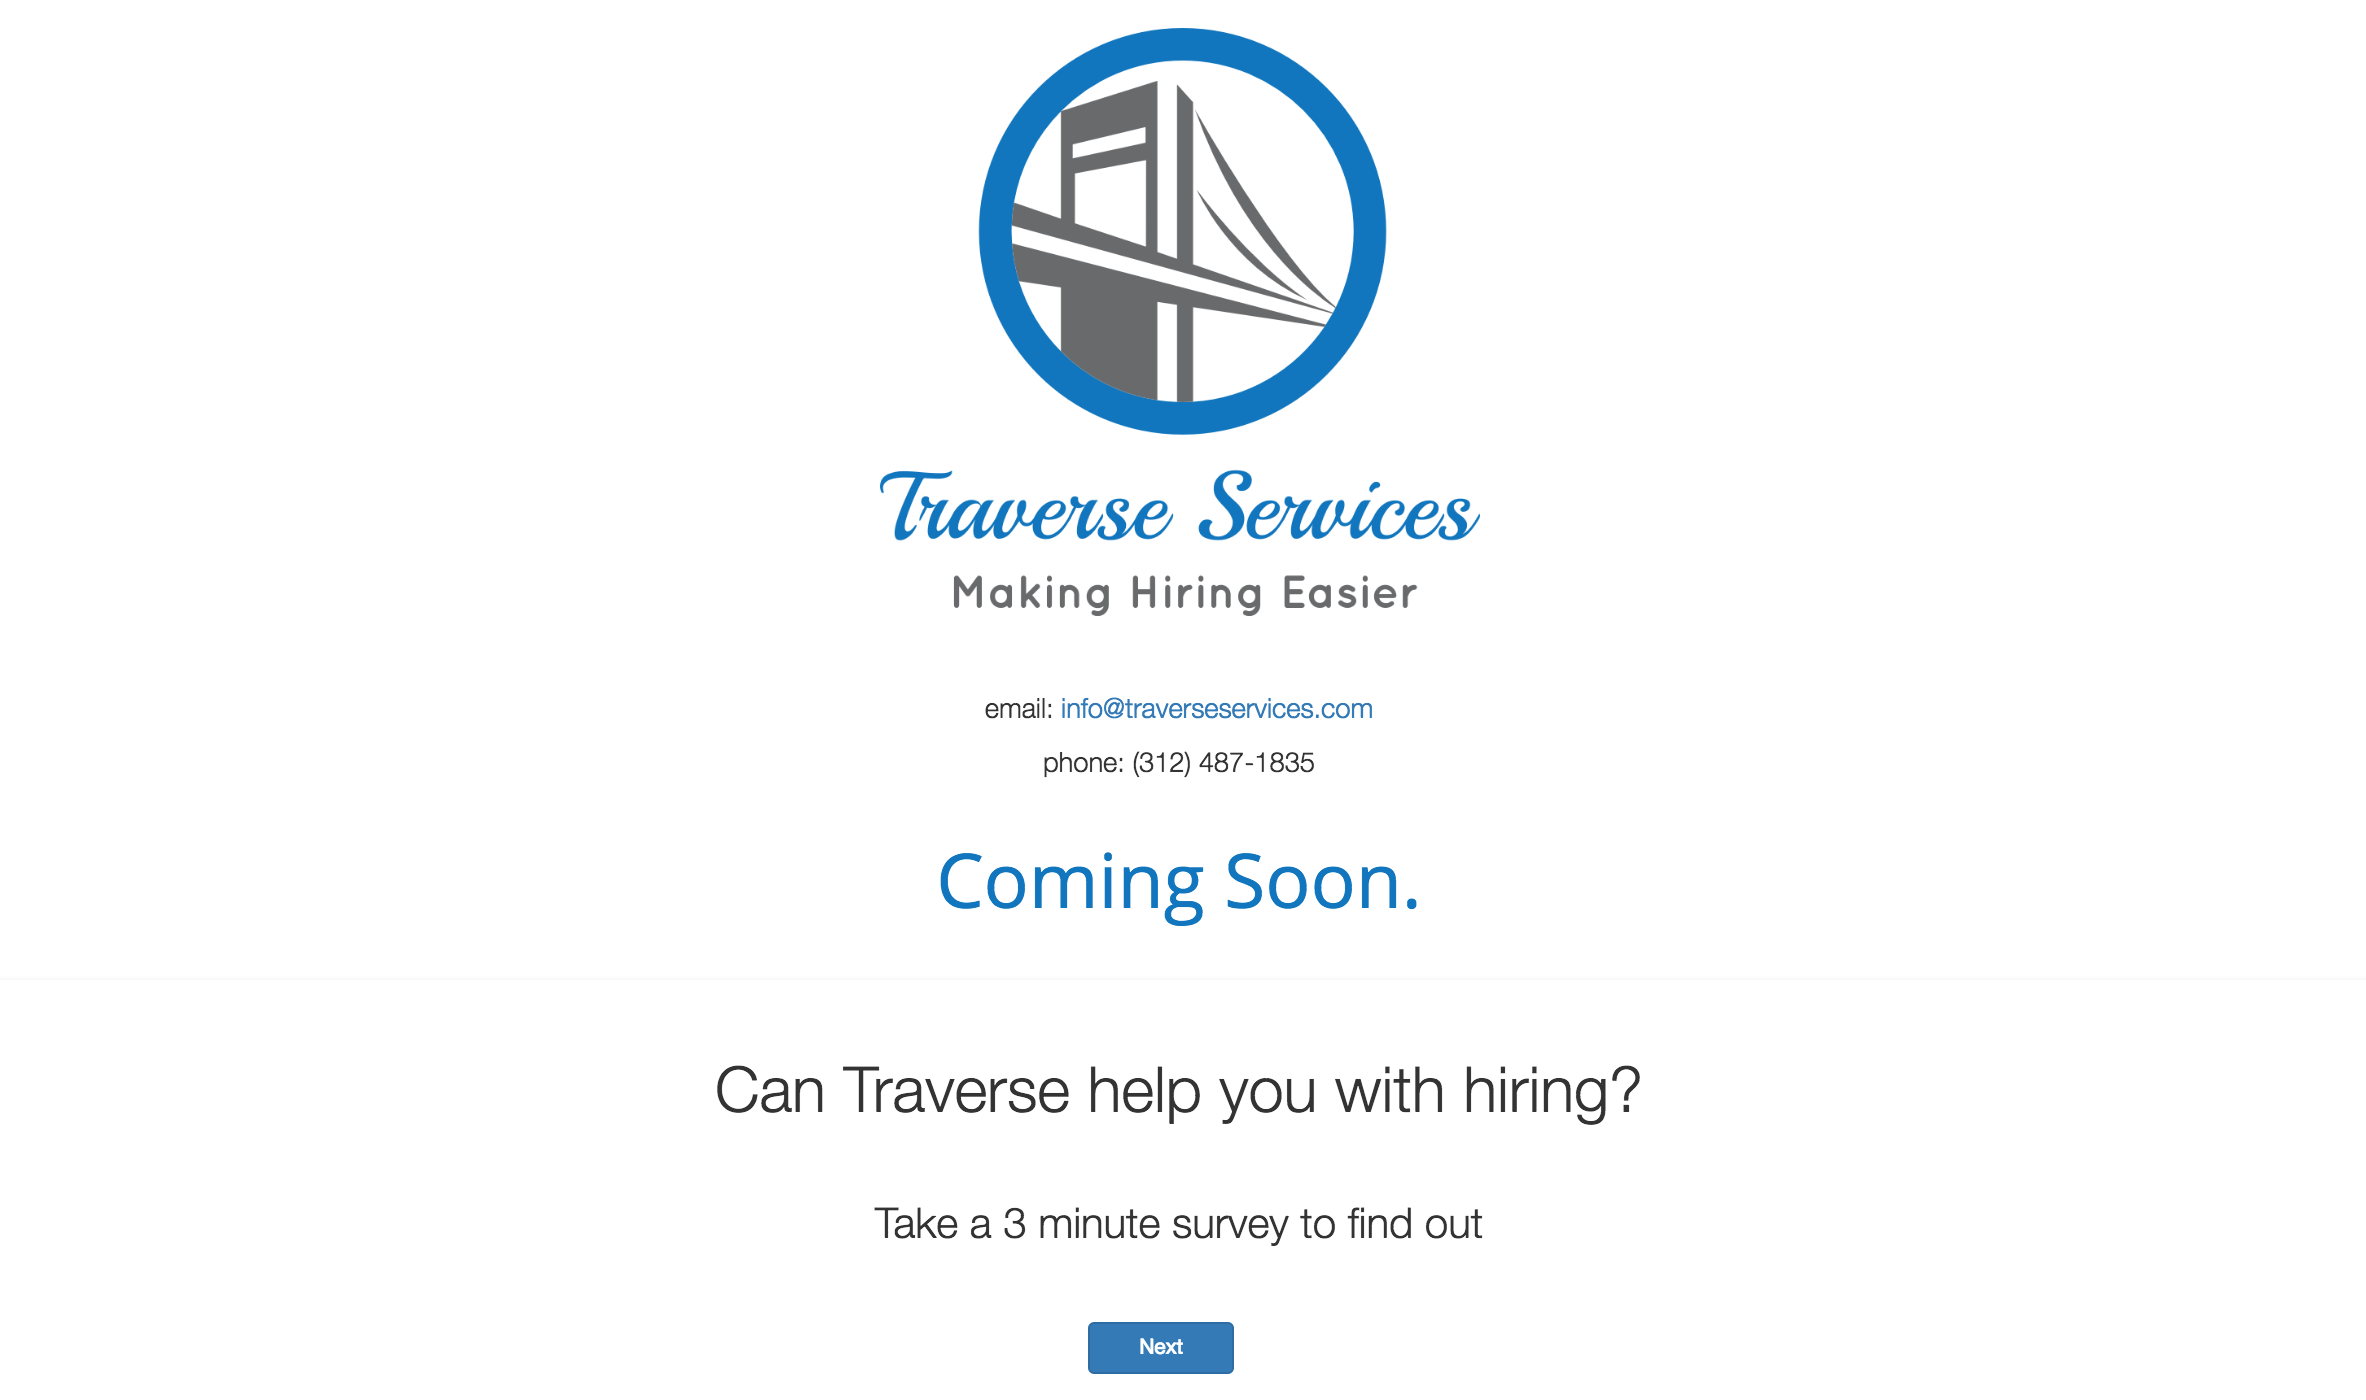 Traverse Services
Making Hiring Easier
email: info@traverseservices.com
phone: (312) 487-1835
Coming Soon.
Can Traverse help you with hiring?
Take a 3 minute survey to find out
Next